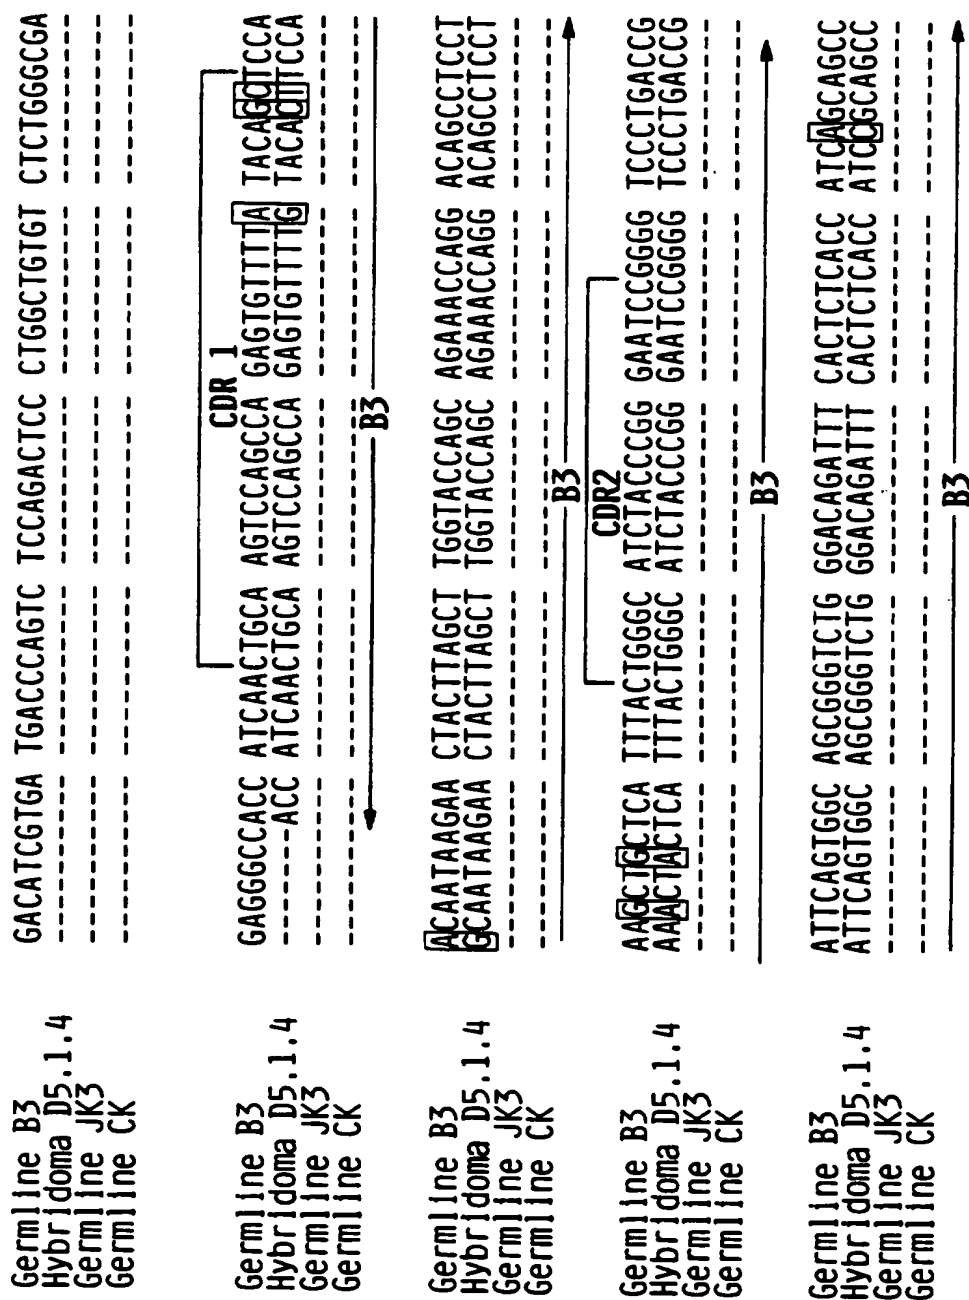 Germline B3 GACATCGTGA TGACCCAGTC TCCAGACTCC CTGGCTGTGT CTCTGGGCGA
Hybridoma D5.1.4 ---------- ---------- ---------- ---------- ----------
Germline JK3 ---------- ---------- ---------- ---------- ----------
Germline CK ---------- ---------- ---------- ---------- ----------
CDR 1
Germline B3 GAGGGCCACC ATCAACTGCA AGTCCAGCCA GAGTGTTTTA TACAGCTCCA
Hybridoma D5.1.4 -------ACC ATCAACTGCA AGTCCAGCCA GAGTGTTTTG TACACTTCCA
Germline JK3 ---------- ---------- ---------- ---------- ----------
Germline CK ---------- ---------- ---------- ---------- ----------
B3
Germline B3 ACAATAAGAA CTACTTAGCT TGGTACCAGC AGAAACCAGG ACAGCCTCCT
Hybridoma D5.1.4 GCAATAAGAA CTACTTAGCT TGGTACCAGC AGAAACCAGG ACAGCCTCCT
Germline JK3 ---------- ---------- ---------- ---------- ----------
Germline CK ---------- ---------- ---------- ---------- ----------
B3
CDR2
Germline B3 AAGCTGCTCA TTTACTGGGC ATCTACCCGG GAATCCGGGG TCCCTGACCG
Hybridoma D5.1.4 AAACTACTCA TTTACTGGGC ATCTACCCGG GAATCCGGGG TCCCTGACCG
Germline JK3 ---------- ---------- ---------- ---------- ----------
Germline CK ---------- ---------- ---------- ---------- ----------
B3
Germline B3 ATTCAGTGGC AGCGGGTCTG GGACAGATTT CACTCTCACC ATCAGCAGCC
Hybridoma D5.1.4 ATTCAGTGGC AGCGGGTCTG GGACAGATTT CACTCTCACC ATCCGCAGCC
Germline JK3 ---------- ---------- ---------- ---------- ----------
Germline CK ---------- ---------- ---------- ---------- ----------
B3